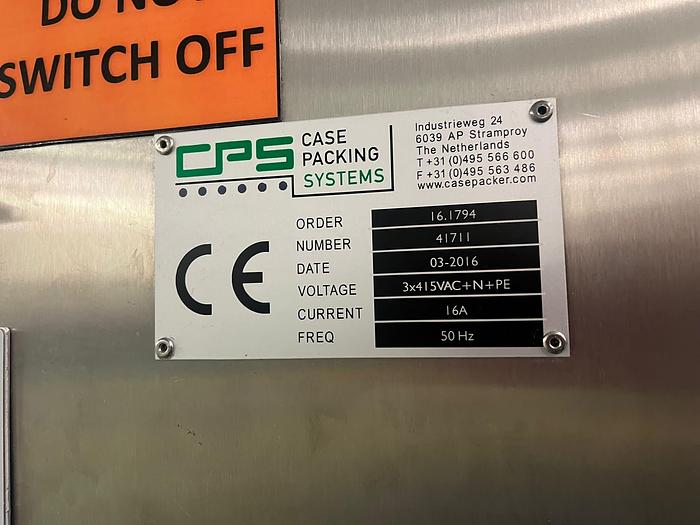 DO NO
SWITCH OFF
CPS CASE
PACKING
SYSTEMS
Industrieweg 24
6039 AP Stramproy
The Netherlands
T +31 (0)495 566 600
F +31 (0)495 563 486
www.casepacker.com
CE
ORDER 16.1794
NUMBER 41711
DATE 03-2016
VOLTAGE 3x415VAC+N+PE
CURRENT 16A
FREQ 50 Hz